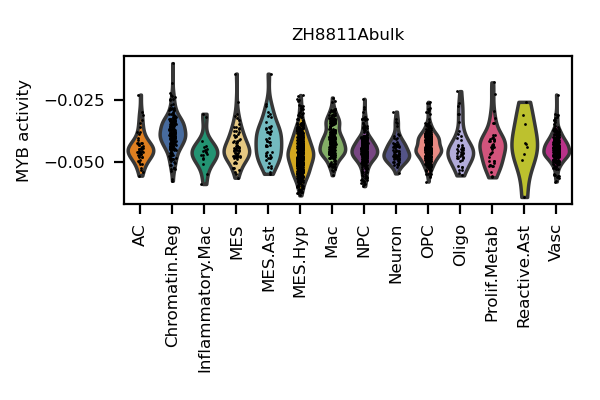 ZH8811Abulk
MYB activity
−0.025
−0.050
AC
Chromatin.Reg
Inflammatory.Mac
MES
MES.Ast
MES.Hyp
Mac
NPC
Neuron
OPC
Oligo
Prolif.Metab
Reactive.Ast
Vasc